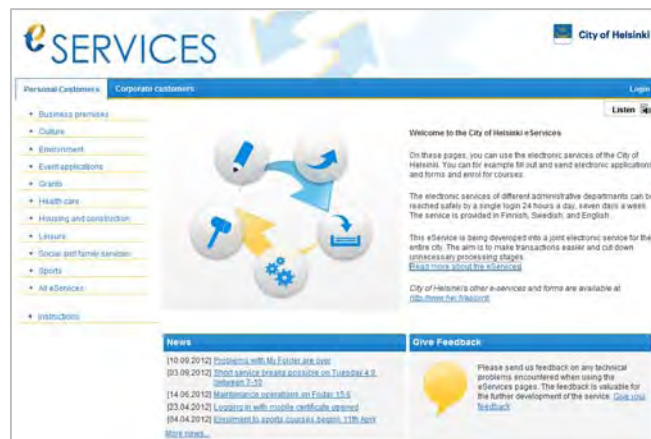 eSERVICES
City of Helsinki
Personal Customers
Corporate customers
Login
Listen
Business premises
Culture
Environment
Event applications
Grants
Health care
Housing and construction
Leisure
Social and family services
Sports
All eServices
Instructions
Welcome to the City of Helsinki eServices
On these pages, you can use the electronic services of the City of
Helsinki. You can for example fill out and send electronic applications
and forms and enrol for courses.
The electronic services of different administrative departments can be
reached safely by a single login 24 hours a day, seven days a week.
The service is provided in Finnish, Swedish, and English.
This eService is being developed into a joint electronic service for the
entire city. The aim is to make transactions easier and cut down
unnecessary processing stages.
Read more about the eServices
City of Helsinki's other e-services and forms are available at
News
[10.09.2012] Problems with My Folder are over
[03.09.2012] Short service breaks possible on Tuesday 4.9.
between 7-10
[14.06.2012] Maintenance operations on Friday 15.6
[23.04.2012] Logging in with mobile certificate opened
[04.04.2012] Enrolment to sports courses begins 11th April
More news...
Give Feedback
Please send us feedback on any technical
problems encountered when using the
eServices pages. The feedback is valuable for
the further development of the service. Give your
feedback